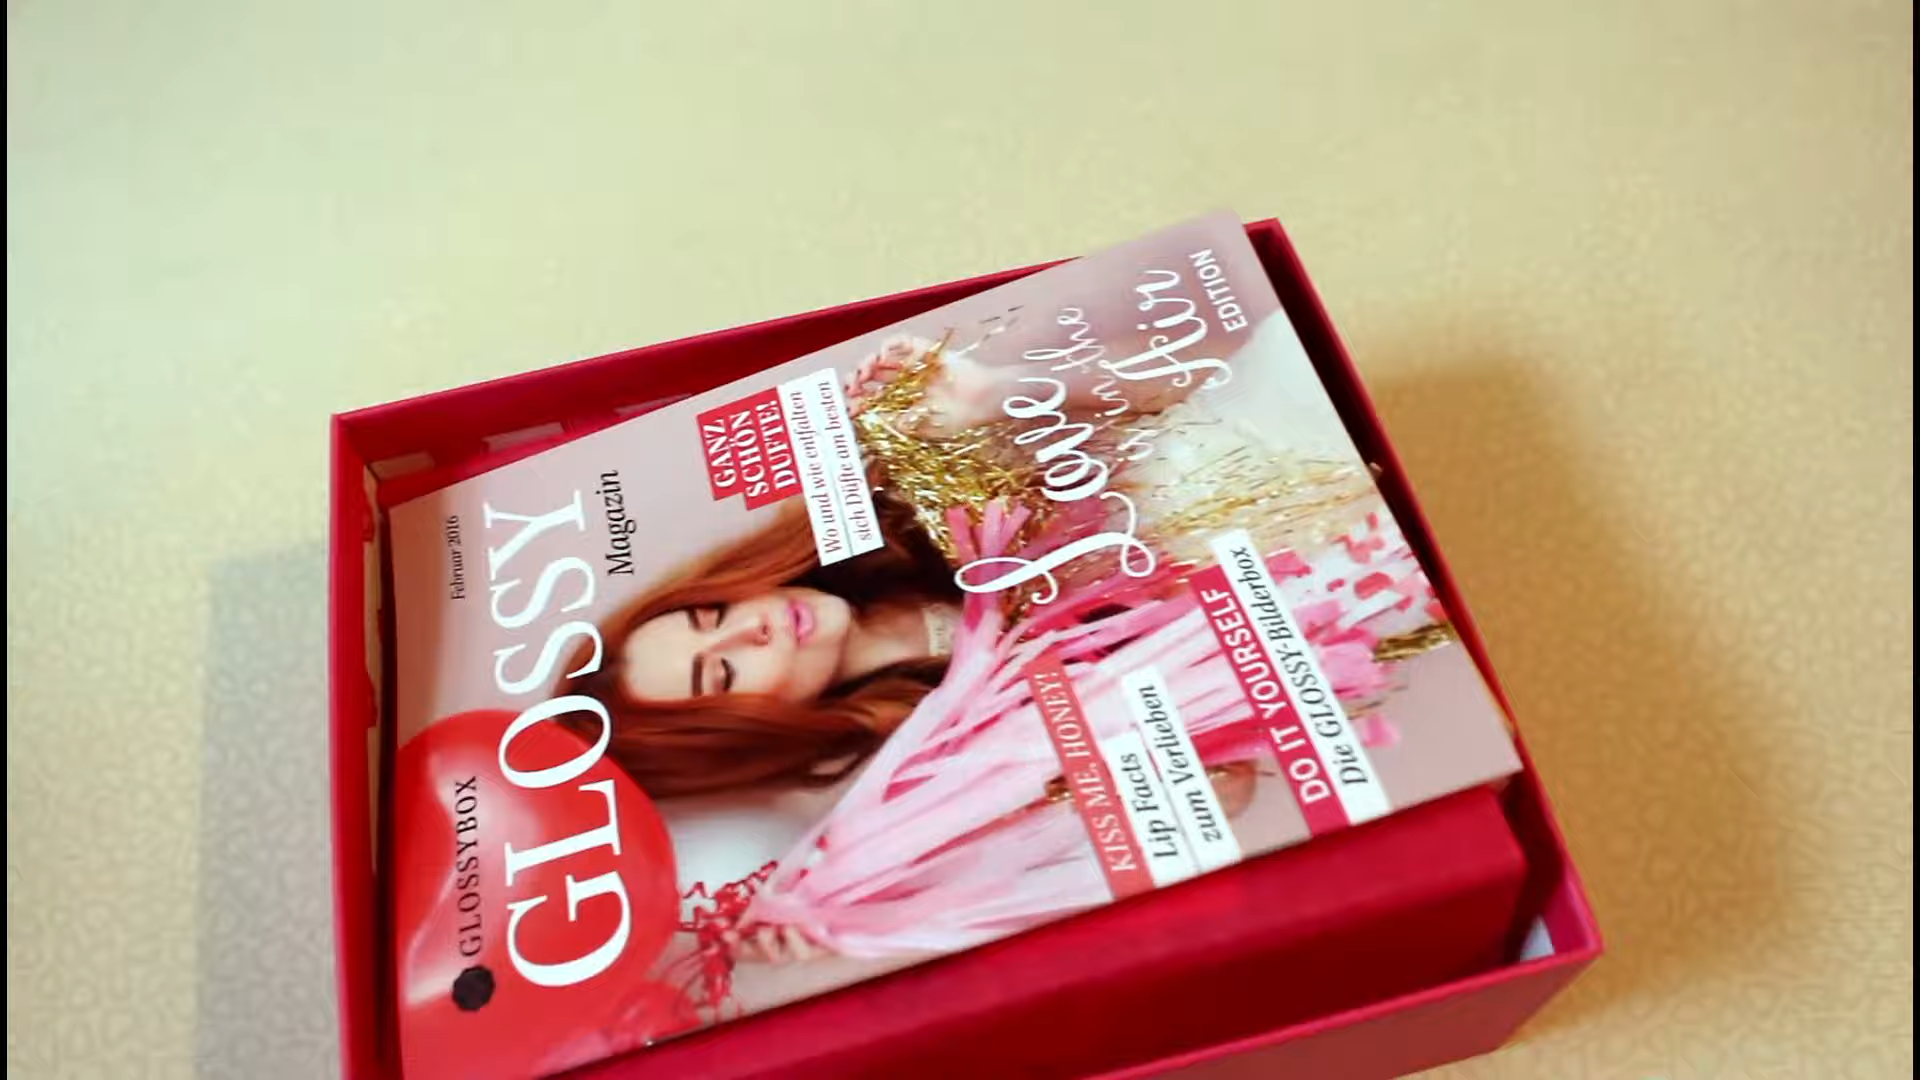 Februar 2016
GLOSSYBOX
GLOSSY
Magazin
GANZ
SCHÖN
DUFTE!
Wo und wie entfalten
sich Düfte am besten
Love
is in the
Air
EDITION
KISS ME, HONEY!
Lip Facts
zum Verlieben
DO IT YOURSELF
Die GLOSSY-Bilderbox